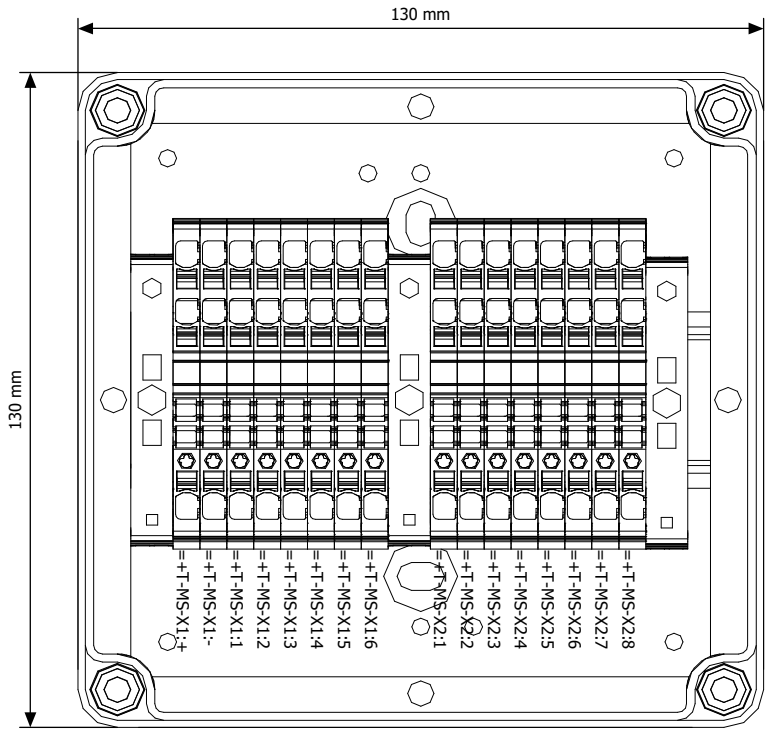 130 mm
130 mm
=+T-MS-X1:+
=+T-MS-X1:-
=+T-MS-X1:1
=+T-MS-X1:2
=+T-MS-X1:3
=+T-MS-X1:4
=+T-MS-X1:5
=+T-MS-X1:6
=+T-MS-X2:1
=+T-MS-X2:2
=+T-MS-X2:3
=+T-MS-X2:4
=+T-MS-X2:5
=+T-MS-X2:6
=+T-MS-X2:7
=+T-MS-X2:8